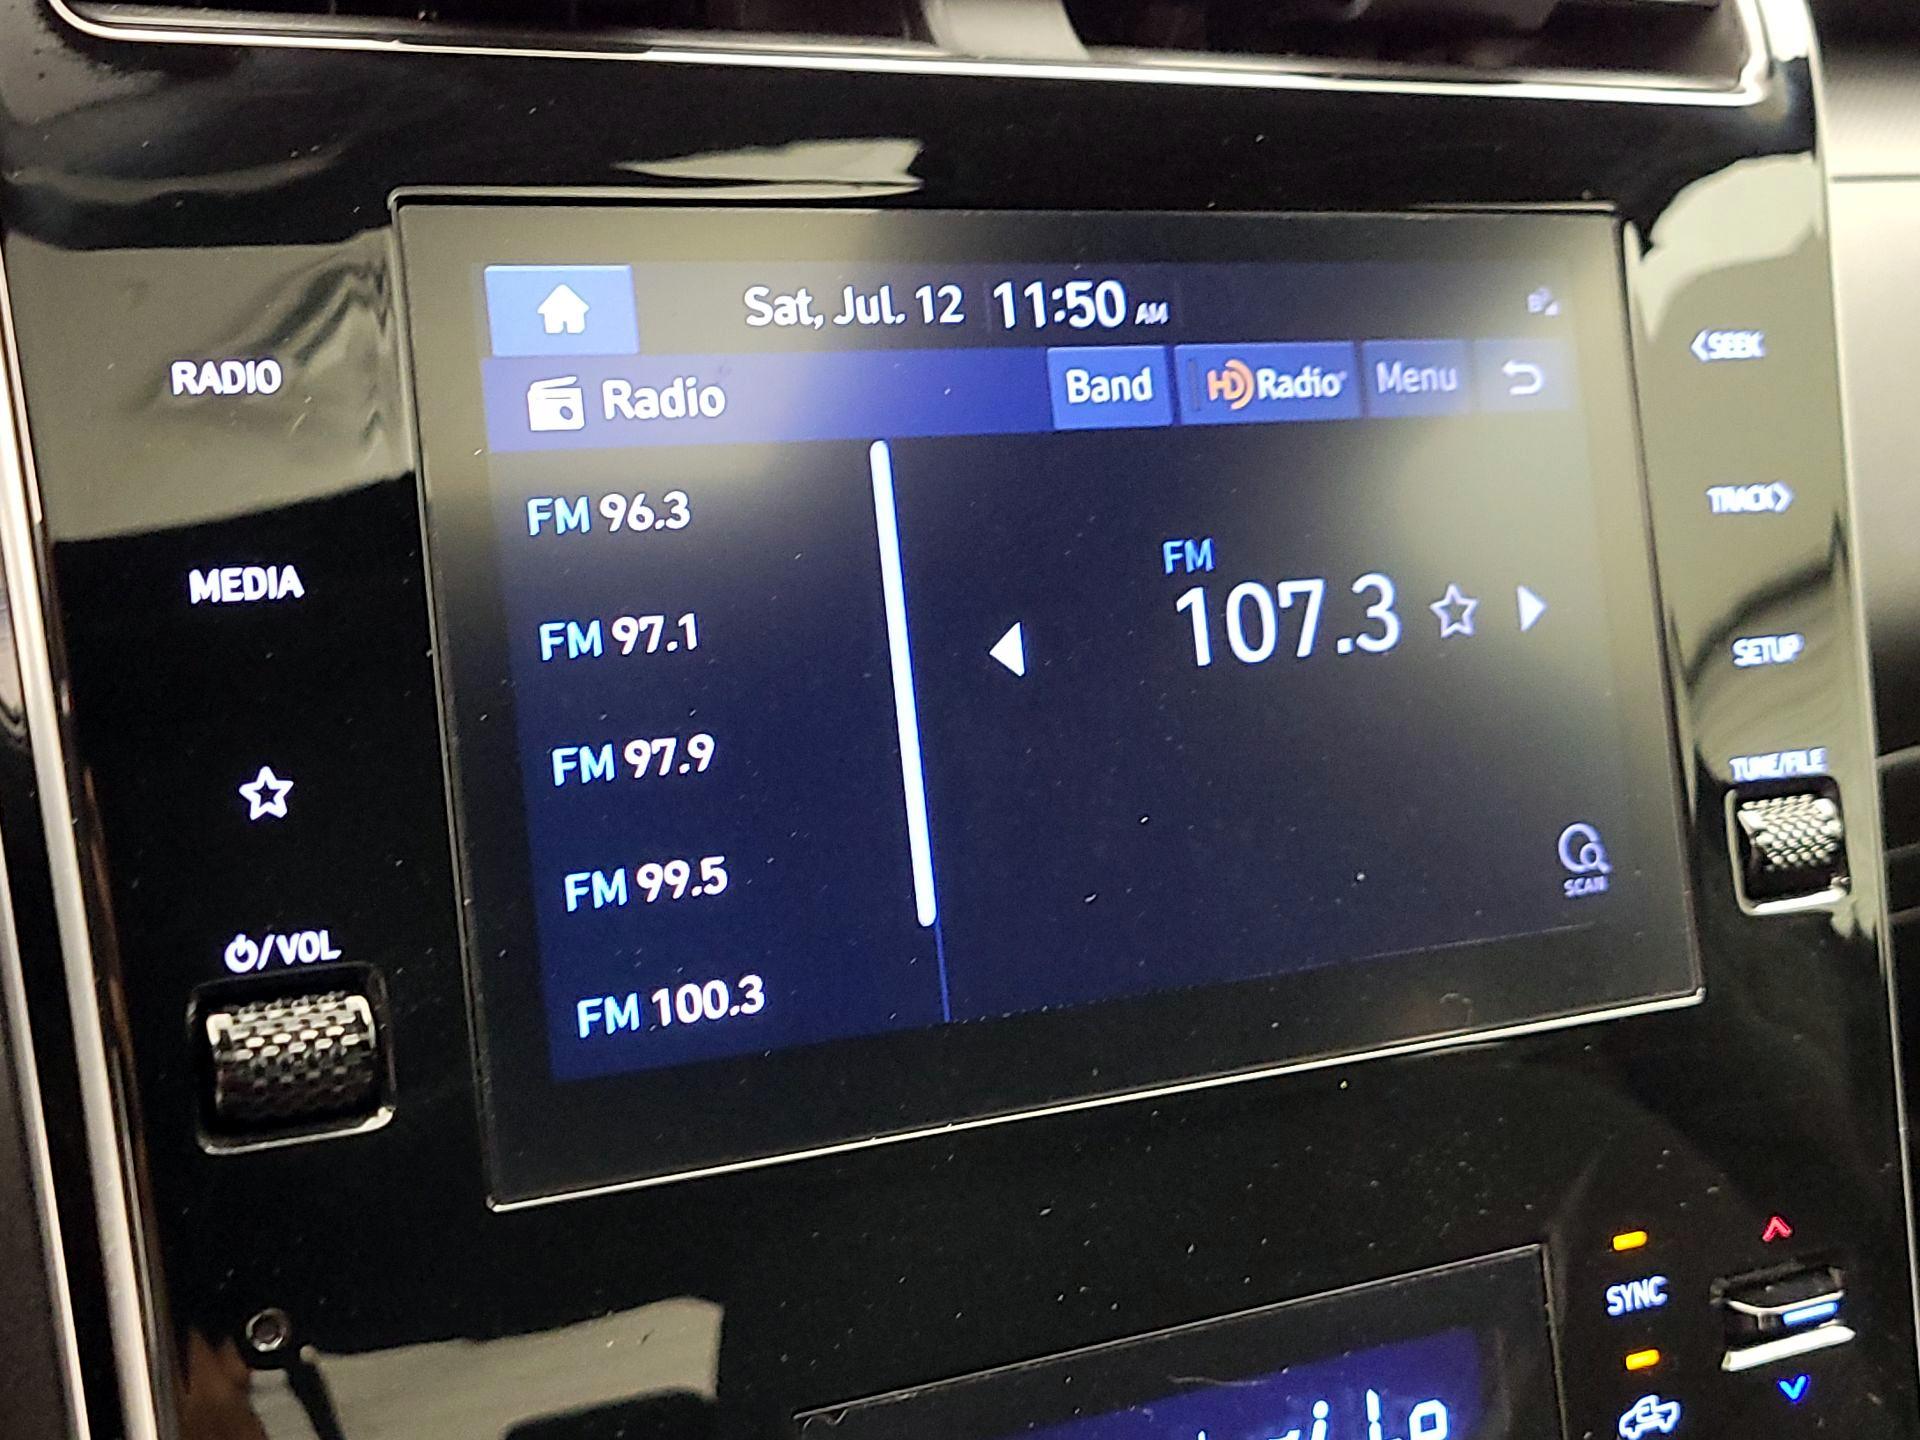 Sat, Jul. 12 11:50 AM
RADIO
Radio Band HD Radio Menu
<SEEK
FM 96.3
TRACK>
FM
107.3
MEDIA
FM 97.1
SETUP
FM 97.9
TUNE/FILE
FM 99.5
SCAN
/VOL
FM 100.3
SYNC